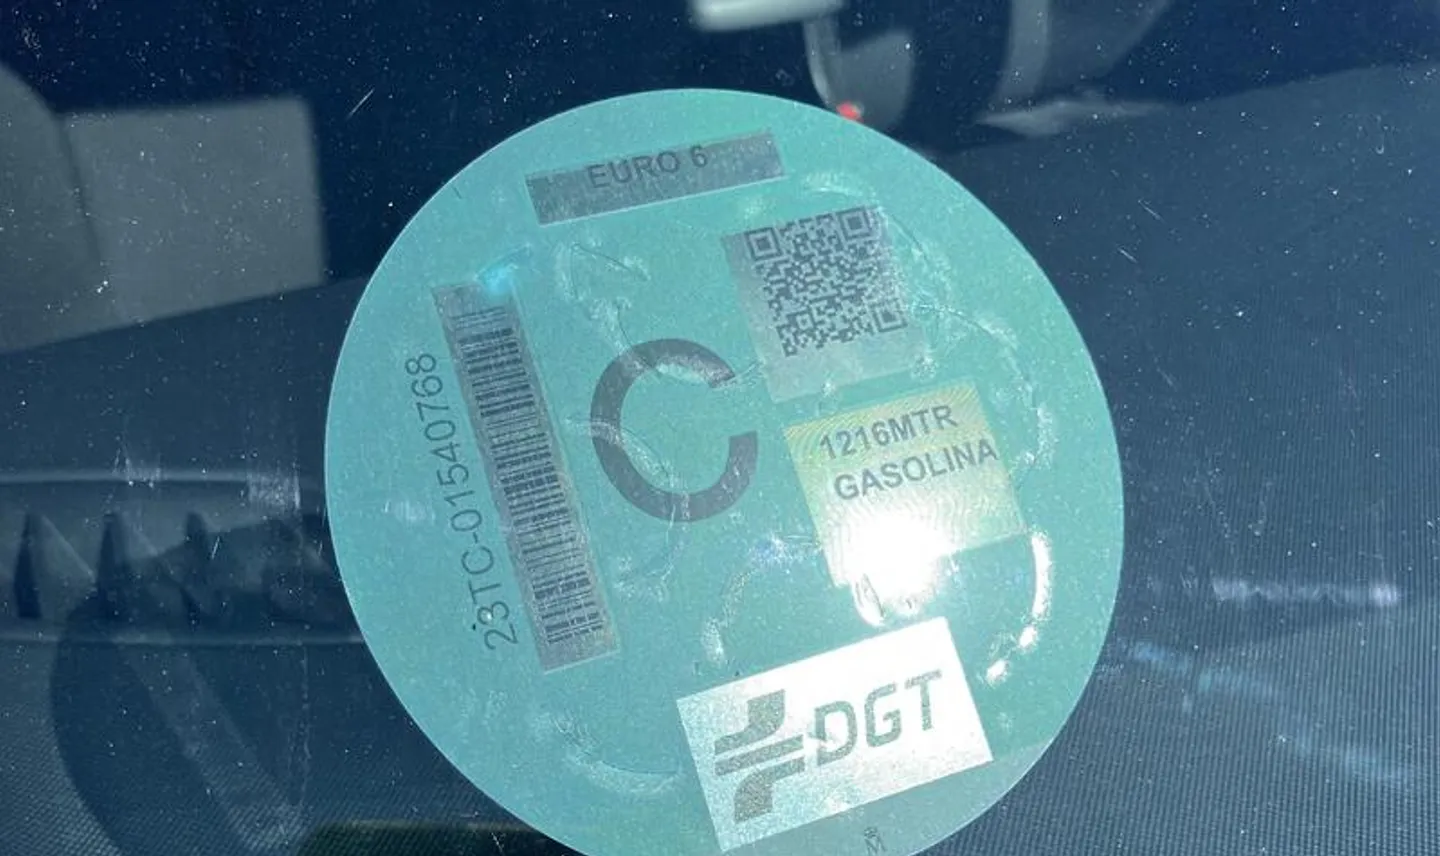 EURO 6
23TC-01540768
C
1216MTR
GASOLINA
DGT
M